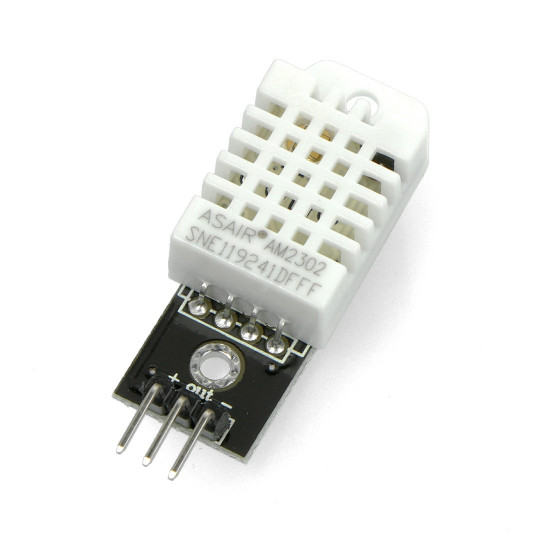 ASAIR® AM2302
SNE119241DFFF
+ out -